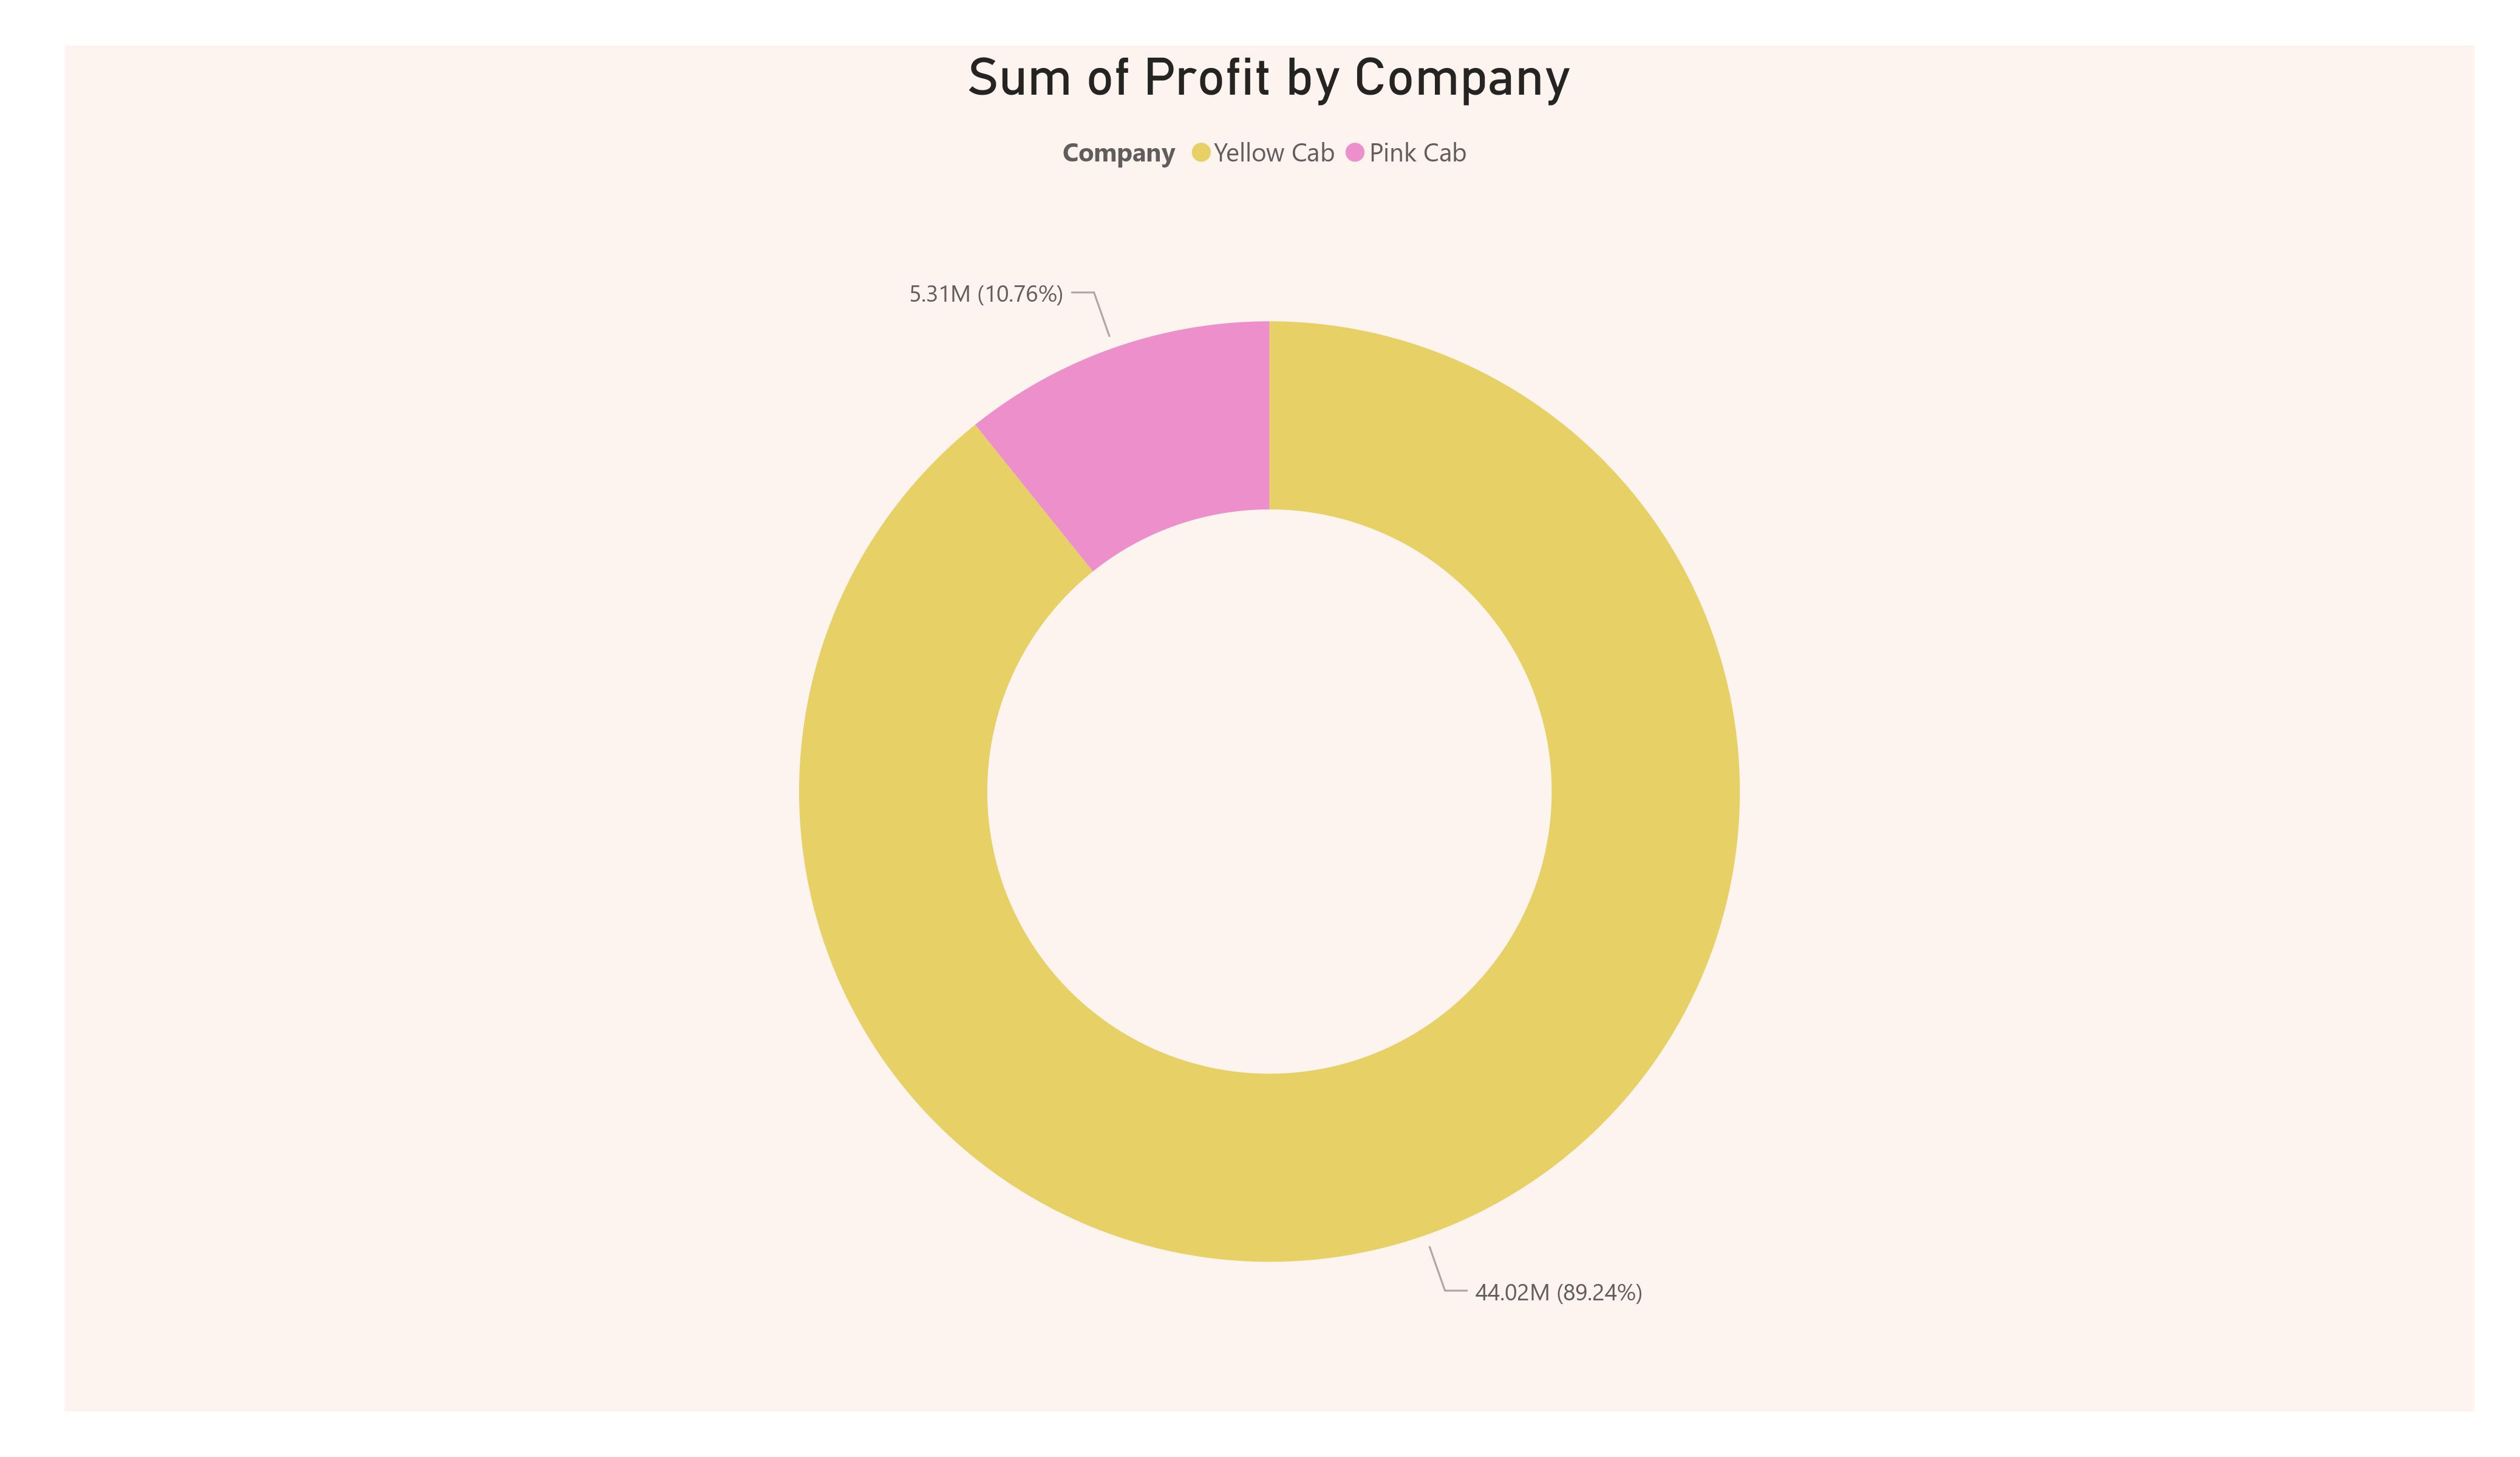 Sum of Profit by Company
Company Yellow Cab Pink Cab
5.31M (10.76%)
44.02M (89.24%)